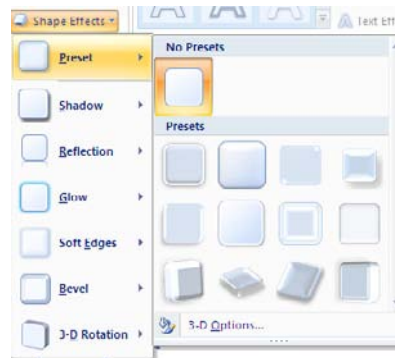 Shape Effects
Text Eff
Preset
Shadow
Reflection
Glow
Soft Edges
Bevel
3-D Rotation
No Presets
Presets
3-D Options...